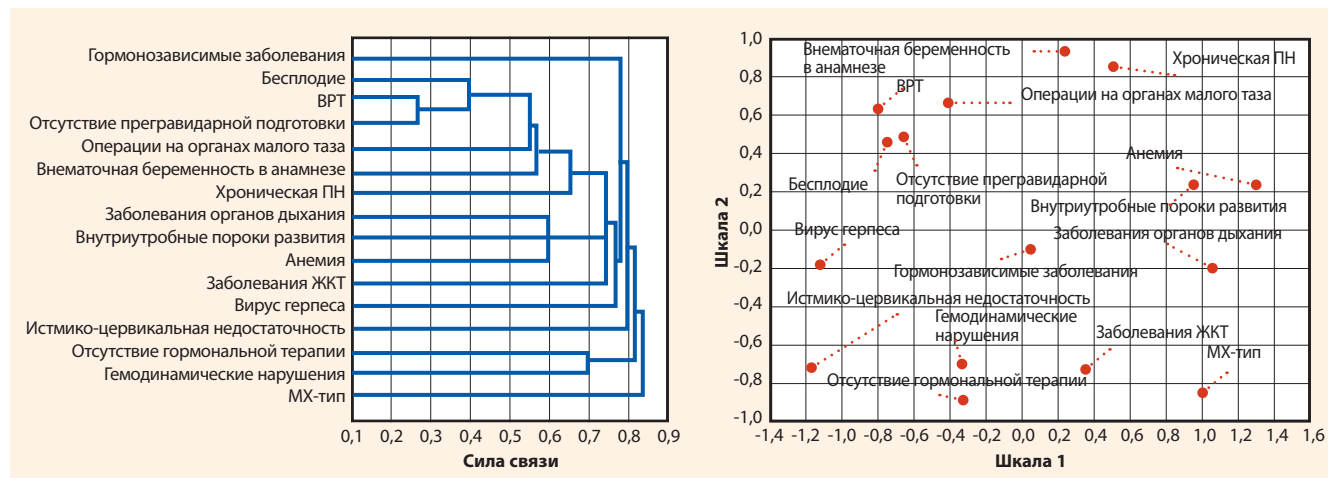 Гормонозависимые заболевания
Бесплодие
ВРТ
Отсутствие прегравидарной подготовки
Операции на органах малого таза
Внематочная беременность в анамнезе
Хроническая ПН
Заболевания органов дыхания
Внутриутробные пороки развития
Анемия
Заболевания ЖКТ
Вирус герпеса
Истмико-цервикальная недостаточность
Отсутствие гормональной терапии
Гемодинамические нарушения
МХ-тип
0,1 0,2 0,3 0,4 0,5 0,6 0,7 0,8 0,9
Сила связи
Шкала 2
1,0
0,8
0,6
0,4
0,2
0,0
-0,2
-0,4
-0,6
-0,8
-1,0
Внематочная беременность
в анамнезе
Хроническая ПН
ВРТ
Операции на органах малого таза
Анемия
Бесплодие
Отсутствие прегравидарной
подготовки
Внутриутробные пороки развития
Вирус герпеса
Заболевания органов дыхания
Гормонозависимые заболевания
Истмико-цервикальная недостаточность
Гемодинамические
нарушения
Заболевания ЖКТ
МХ-тип
Отсутствие гормональной терапии
-1,4 -1,2 -1,0 -0,8 -0,6 -0,4 -0,2 0,0 0,2 0,4 0,6 0,8 1,0 1,2 1,4 1,6
Шкала 1